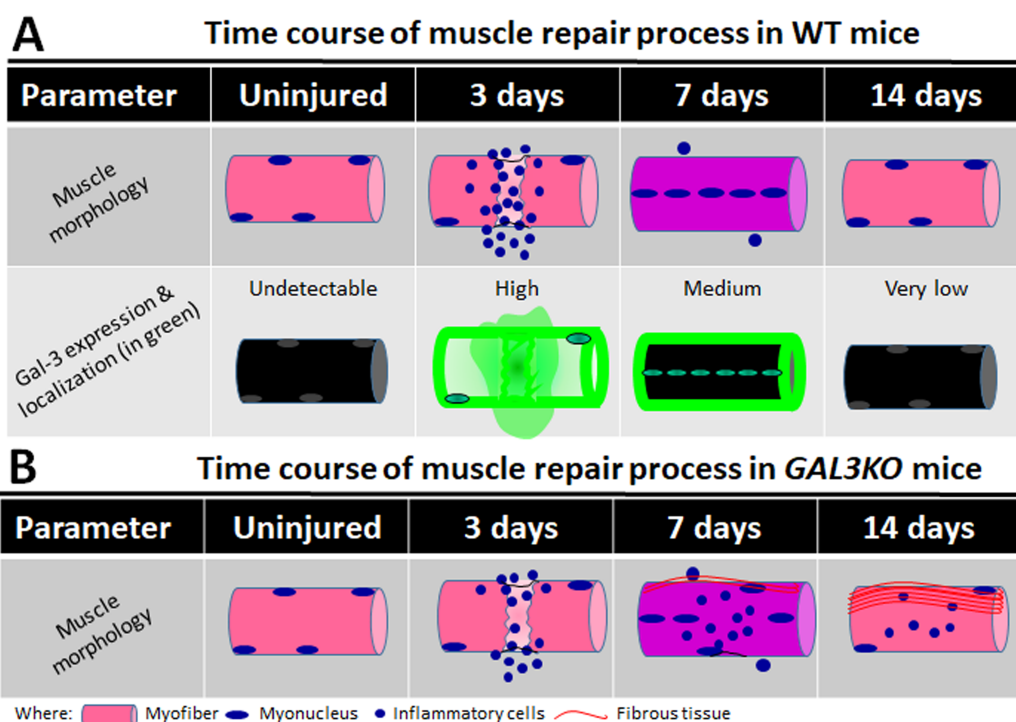 A
Time course of muscle repair process in WT mice
Parameter Uninjured 3 days 7 days 14 days
Muscle
morphology
Gal-3 expression &
localization (in green)
Undetectable High Medium Very low
B
Time course of muscle repair process in GAL3KO mice
Parameter Uninjured 3 days 7 days 14 days
Muscle
morphology
Where: Myofiber Myonucleus Inflammatory cells Fibrous tissue